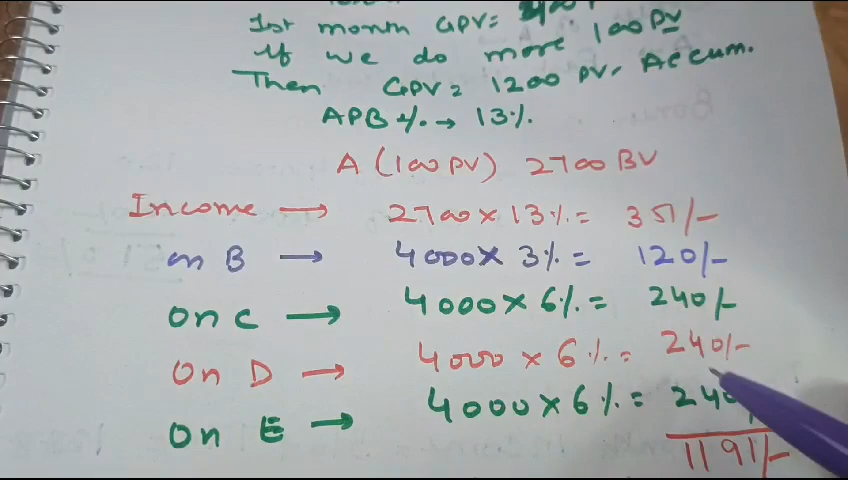 1st month GPV=
If we do more 100 PV
Then GPV= 1200 PV, Accum.
APB % → 13%
A (100 PV) 2700 BV
Income → 2700 x 13% = 351/-
on B → 4000 x 3% = 120/-
on C → 4000 x 6% = 240/-
On D → 4000 x 6% = 240/-
On E → 4000 x 6% = 240
1191/-